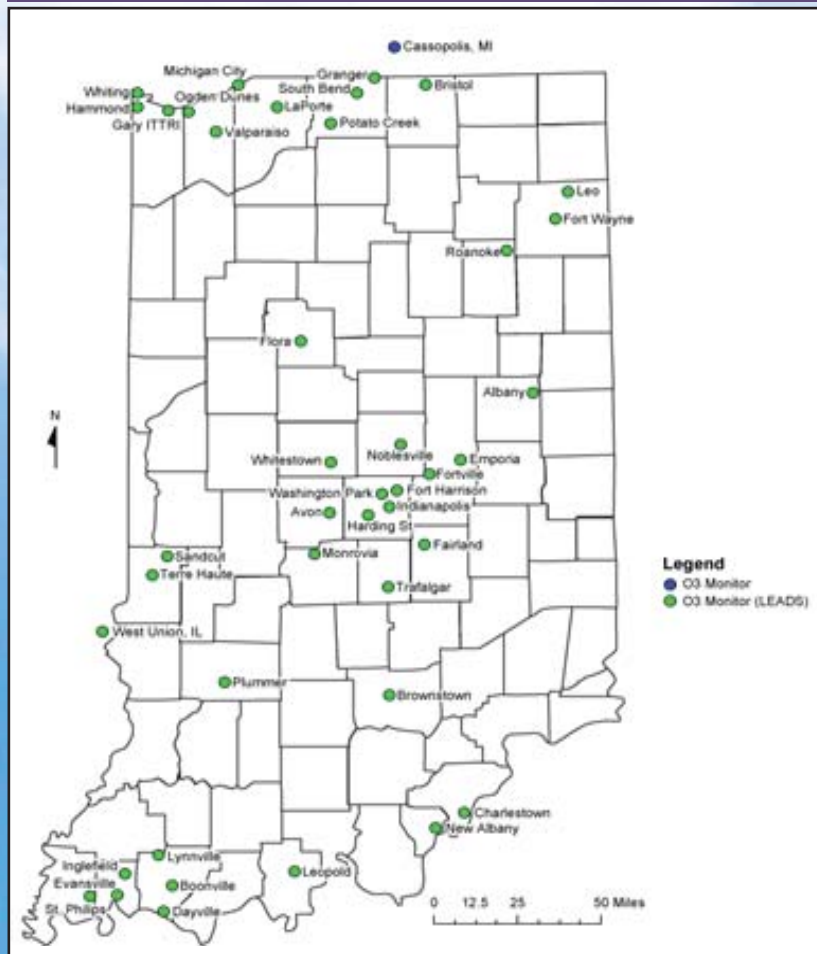 Cassopolis, MI
Michigan City
Granger
Whiting
South Bend
Bristol
Hammond
Ogden Dunes
LaPorte
Gary ITTRI
Valparaiso
Potato Creek
Leo
Fort Wayne
Roanoke
Flora
Albany
N
Noblesville
Whitestown
Emporia
Fortville
Washington Park
Fort Harrison
Avon
Indianapolis
Harding St
Fairland
Monrovia
Sandcut
Terre Haute
Trafalgar
Legend
O3 Monitor
O3 Monitor (LEADS)
West Union, IL
Plummer
Brownstown
Charlestown
New Albany
Lynnville
Inglefield
Leopold
Evansville
Boonville
St. Philips
Dayville
0 12.5 25 50 Miles